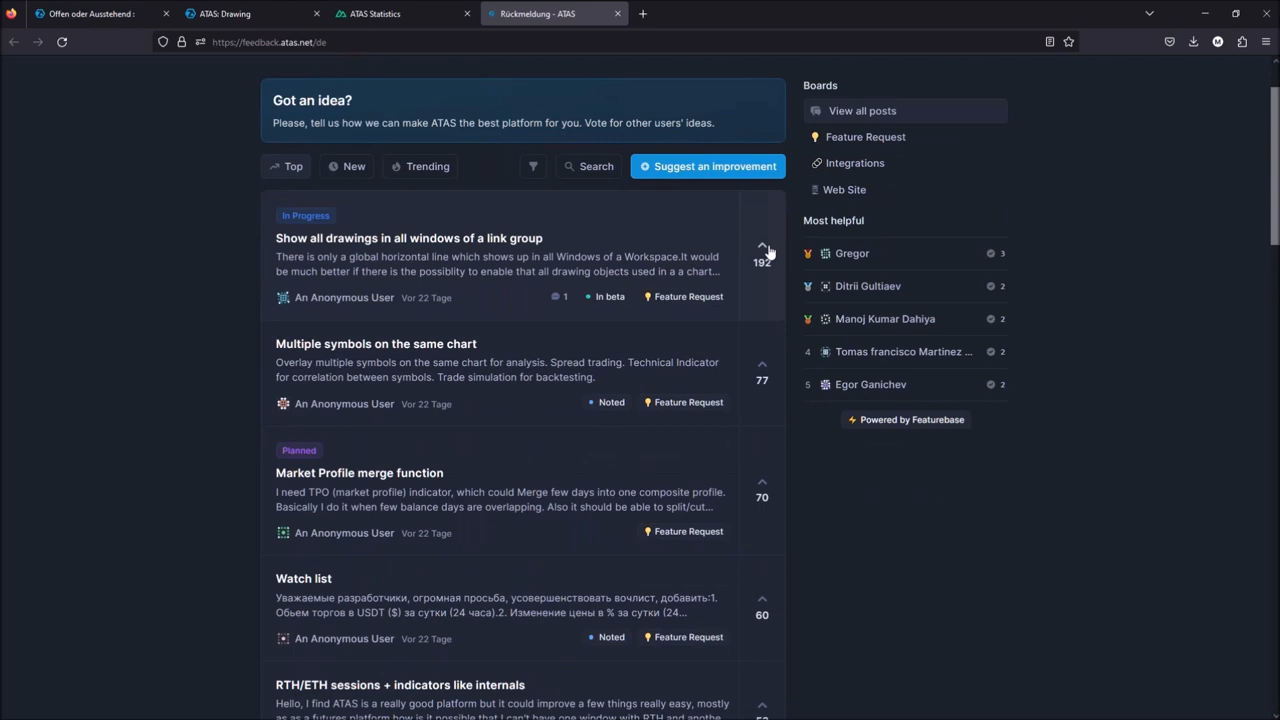 Offen oder Ausstehend :
ATAS: Drawing
ATAS Statistics
Rückmeldung - ATAS
https://feedback.atas.net/de
M
Got an idea?
Please, tell us how we can make ATAS the best platform for you. Vote for other users' ideas.
Top
New
Trending
Search
Suggest an improvement
In Progress
Show all drawings in all windows of a link group
There is only a global horizontal line which shows up in all Windows of a Workspace.It would
be much better if there is the possiblity to enable that all drawing objects used in a a chart...
192
An Anonymous User Vor 22 Tage
1
In beta
Feature Request
Multiple symbols on the same chart
Overlay multiple symbols on the same chart for analysis. Spread trading. Technical Indicator
for correlation between symbols. Trade simulation for backtesting.
77
An Anonymous User Vor 22 Tage
Noted
Feature Request
Planned
Market Profile merge function
I need TPO (market profile) indicator, which could Merge few days into one composite profile.
Basically I do it when few balance days are overlapping. Also it should be able to split/cut...
70
An Anonymous User Vor 22 Tage
Feature Request
Watch list
Уважаемые разработчики, огромная просьба, усовершенствовать вочлист, добавить:1.
Обьем торгов в USDT ($) за сутки (24 часа).2. Изменение цены в % за сутки (24...
60
An Anonymous User Vor 22 Tage
Noted
Feature Request
RTH/ETH sessions + indicators like internals
Hello, I find ATAS is a really good platform but it could improve a few things really easy, mostly
Boards
View all posts
Feature Request
Integrations
Web Site
Most helpful
Gregor 3
Ditrii Gultiaev 2
Manoj Kumar Dahiya 2
4 Tomas francisco Martinez ... 2
5 Egor Ganichev 2
Powered by Featurebase